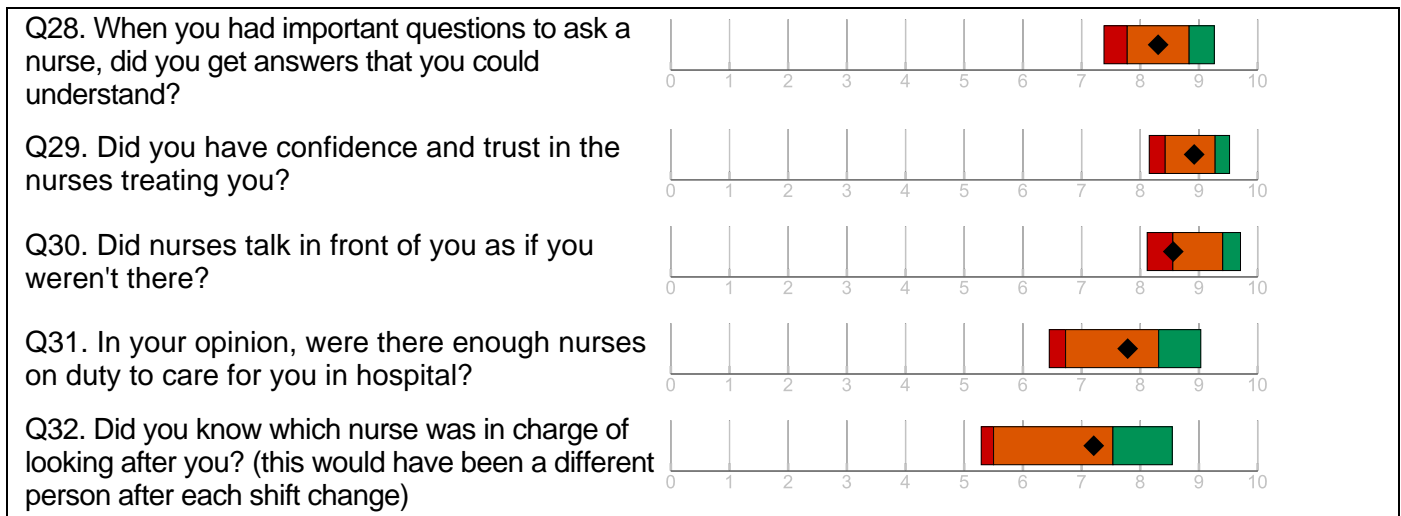 Q28. When you had important questions to ask a
nurse, did you get answers that you could
understand?
0 1 2 3 4 5 6 7 8 9 10
Q29. Did you have confidence and trust in the
nurses treating you?
0 1 2 3 4 5 6 7 8 9 10
Q30. Did nurses talk in front of you as if you
weren't there?
0 1 2 3 4 5 6 7 8 9 10
Q31. In your opinion, were there enough nurses
on duty to care for you in hospital?
0 1 2 3 4 5 6 7 8 9 10
Q32. Did you know which nurse was in charge of
looking after you? (this would have been a different
person after each shift change)
0 1 2 3 4 5 6 7 8 9 10